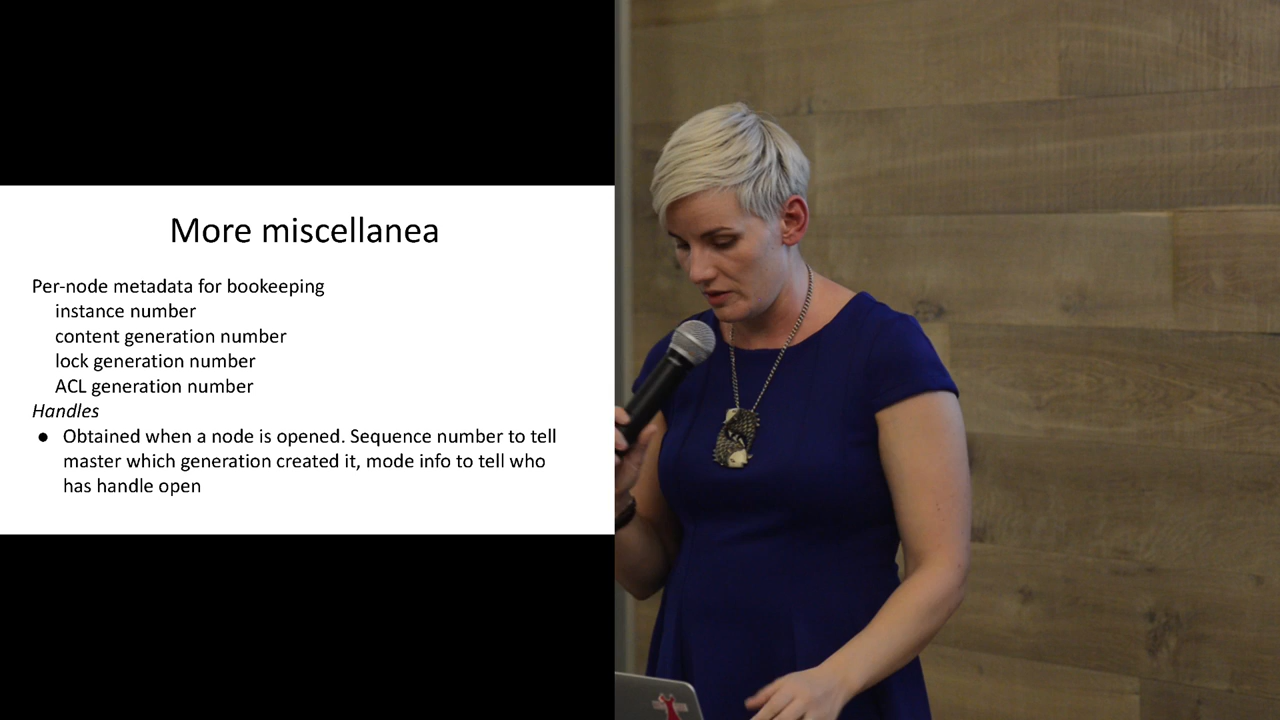 More miscellanea
Per-node metadata for bookeeping
instance number
content generation number
lock generation number
ACL generation number
Handles
● Obtained when a node is opened. Sequence number to tell
master which generation created it, mode info to tell who
has handle open